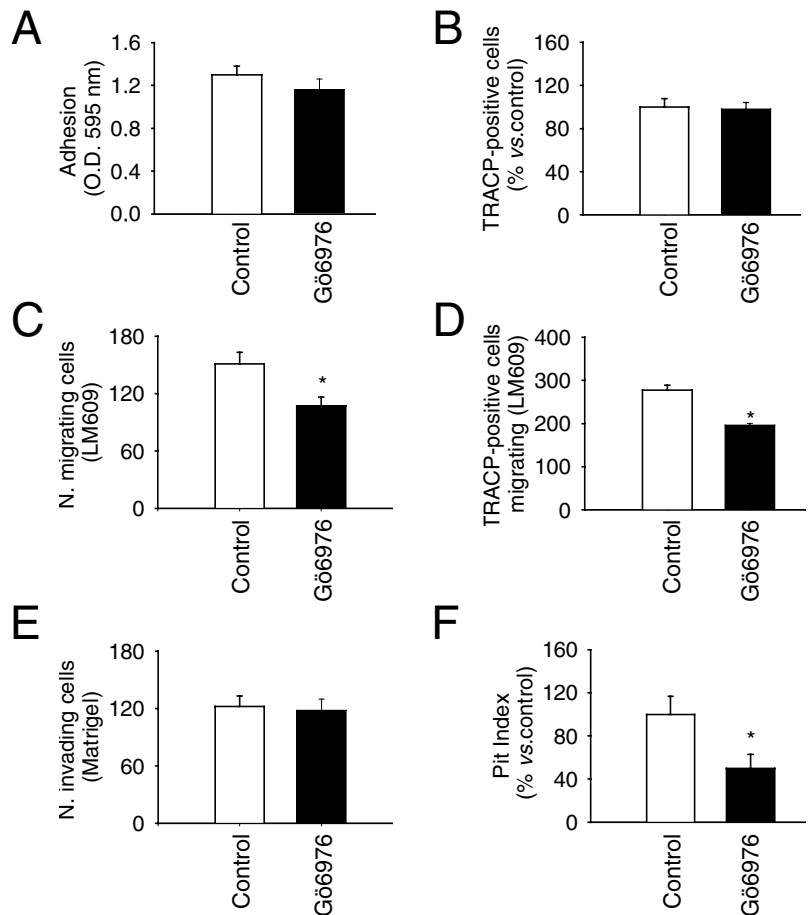 A
Adhesion
(O.D. 595 nm)
1.6
1.2
0.8
0.4
0.0
Control
Gö6976
B
TRACP-positive cells
(% vs.control)
160
120
80
40
0
Control
Gö6976
C
N. migrating cells
(LM609)
180
120
60
0
*
Control
Gö6976
D
TRACP-positive cells
migrating (LM609)
400
300
200
100
0
*
Control
Gö6976
E
N. invading cells
(Matrigel)
180
120
60
0
Control
Gö6976
F
Pit Index
(% vs.control)
160
120
80
40
0
*
Control
Gö6976